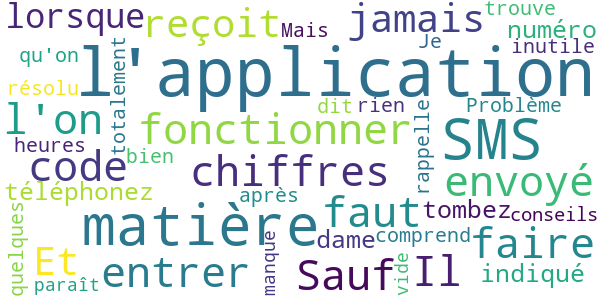 lorsque reçoit Mais jamais trouve numéro
qu'on l'application Je inutile
résolu totalement dit rien Problème
l'on fonctionner SMS
heures bien rappelle
code chiffres envoyé
téléphonez après
quelques matière faut tombez conseils
manque dame comprend faire
Et entrer Sauf vide Il indiqué
paraît